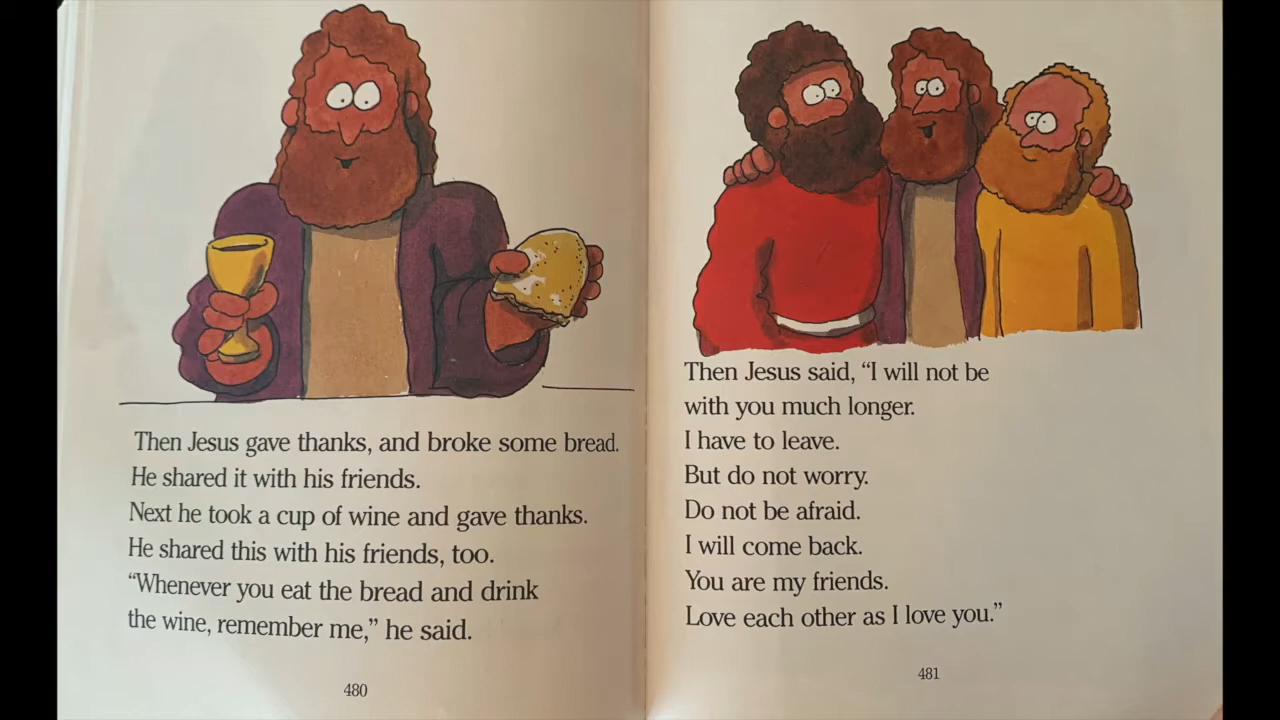 Then Jesus gave thanks, and broke some bread.
He shared it with his friends.
Next he took a cup of wine and gave thanks.
He shared this with his friends, too.
“Whenever you eat the bread and drink
the wine, remember me,” he said.
480
Then Jesus said, “I will not be
with you much longer.
I have to leave.
But do not worry.
Do not be afraid.
I will come back.
You are my friends.
Love each other as I love you.”
481